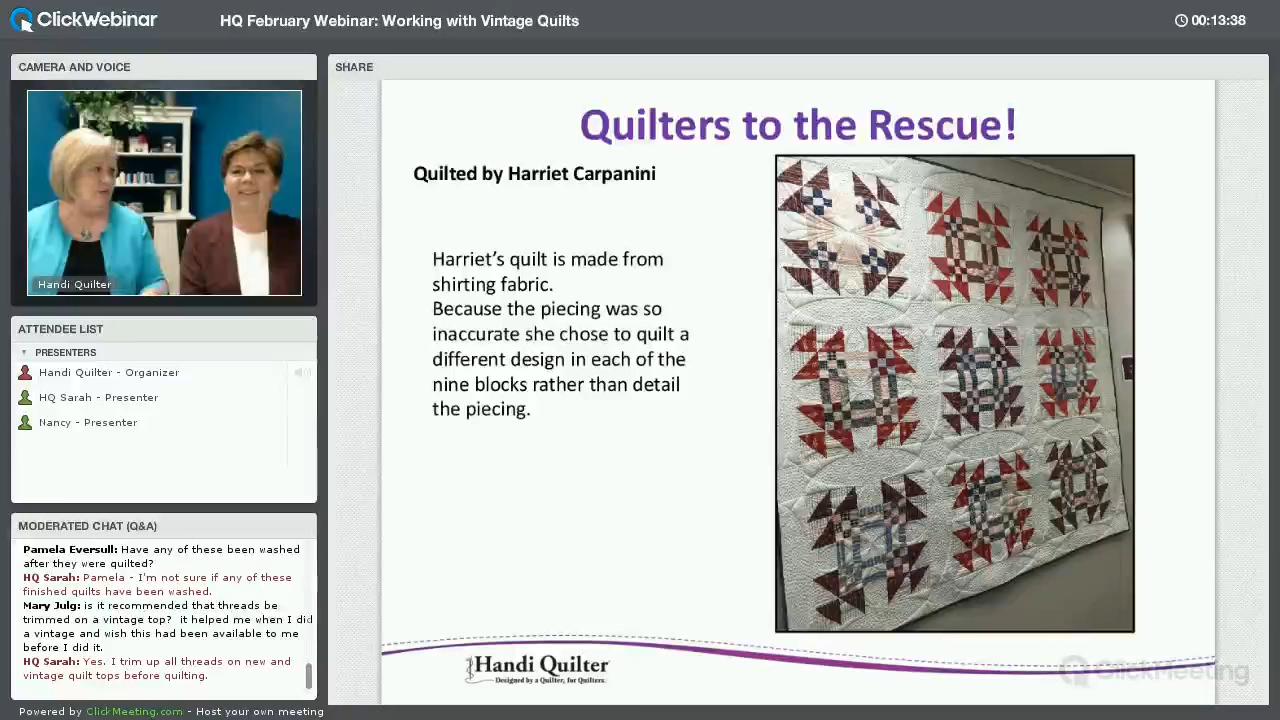 ClickWebinar
HQ February Webinar: Working with Vintage Quilts
00:13:38
CAMERA AND VOICE
SHARE
Handi Quilter
ATTENDEE LIST
PRESENTERS
Handi Quilter - Organizer
HQ Sarah - Presenter
Nancy - Presenter
MODERATED CHAT (Q&A)
Pamela Eversull: Have any of these been washed
after they were quilted?
HQ Sarah: Pamela - I'm not sure if any of these
finished quilts have been washed.
Mary Julg: is it recommended that threads be
trimmed on a vintage top? it helped me when I did
a vintage and wish this had been available to me
I did it.
HQ Sarah: Yes, I trim up all threads on new and
vintage quilt tops before quilting.
Quilters to the Rescue!
Quilted by Harriet Carpanini
Harriet’s quilt is made from
shirting fabric.
Because the piecing was so
inaccurate she chose to quilt a
different design in each of the
nine blocks rather than detail
the piecing.
Handi Quilter
Designed by a Quilter, for Quilters.
ClickMeeting
Powered by ClickMeeting.com - Host your own meeting